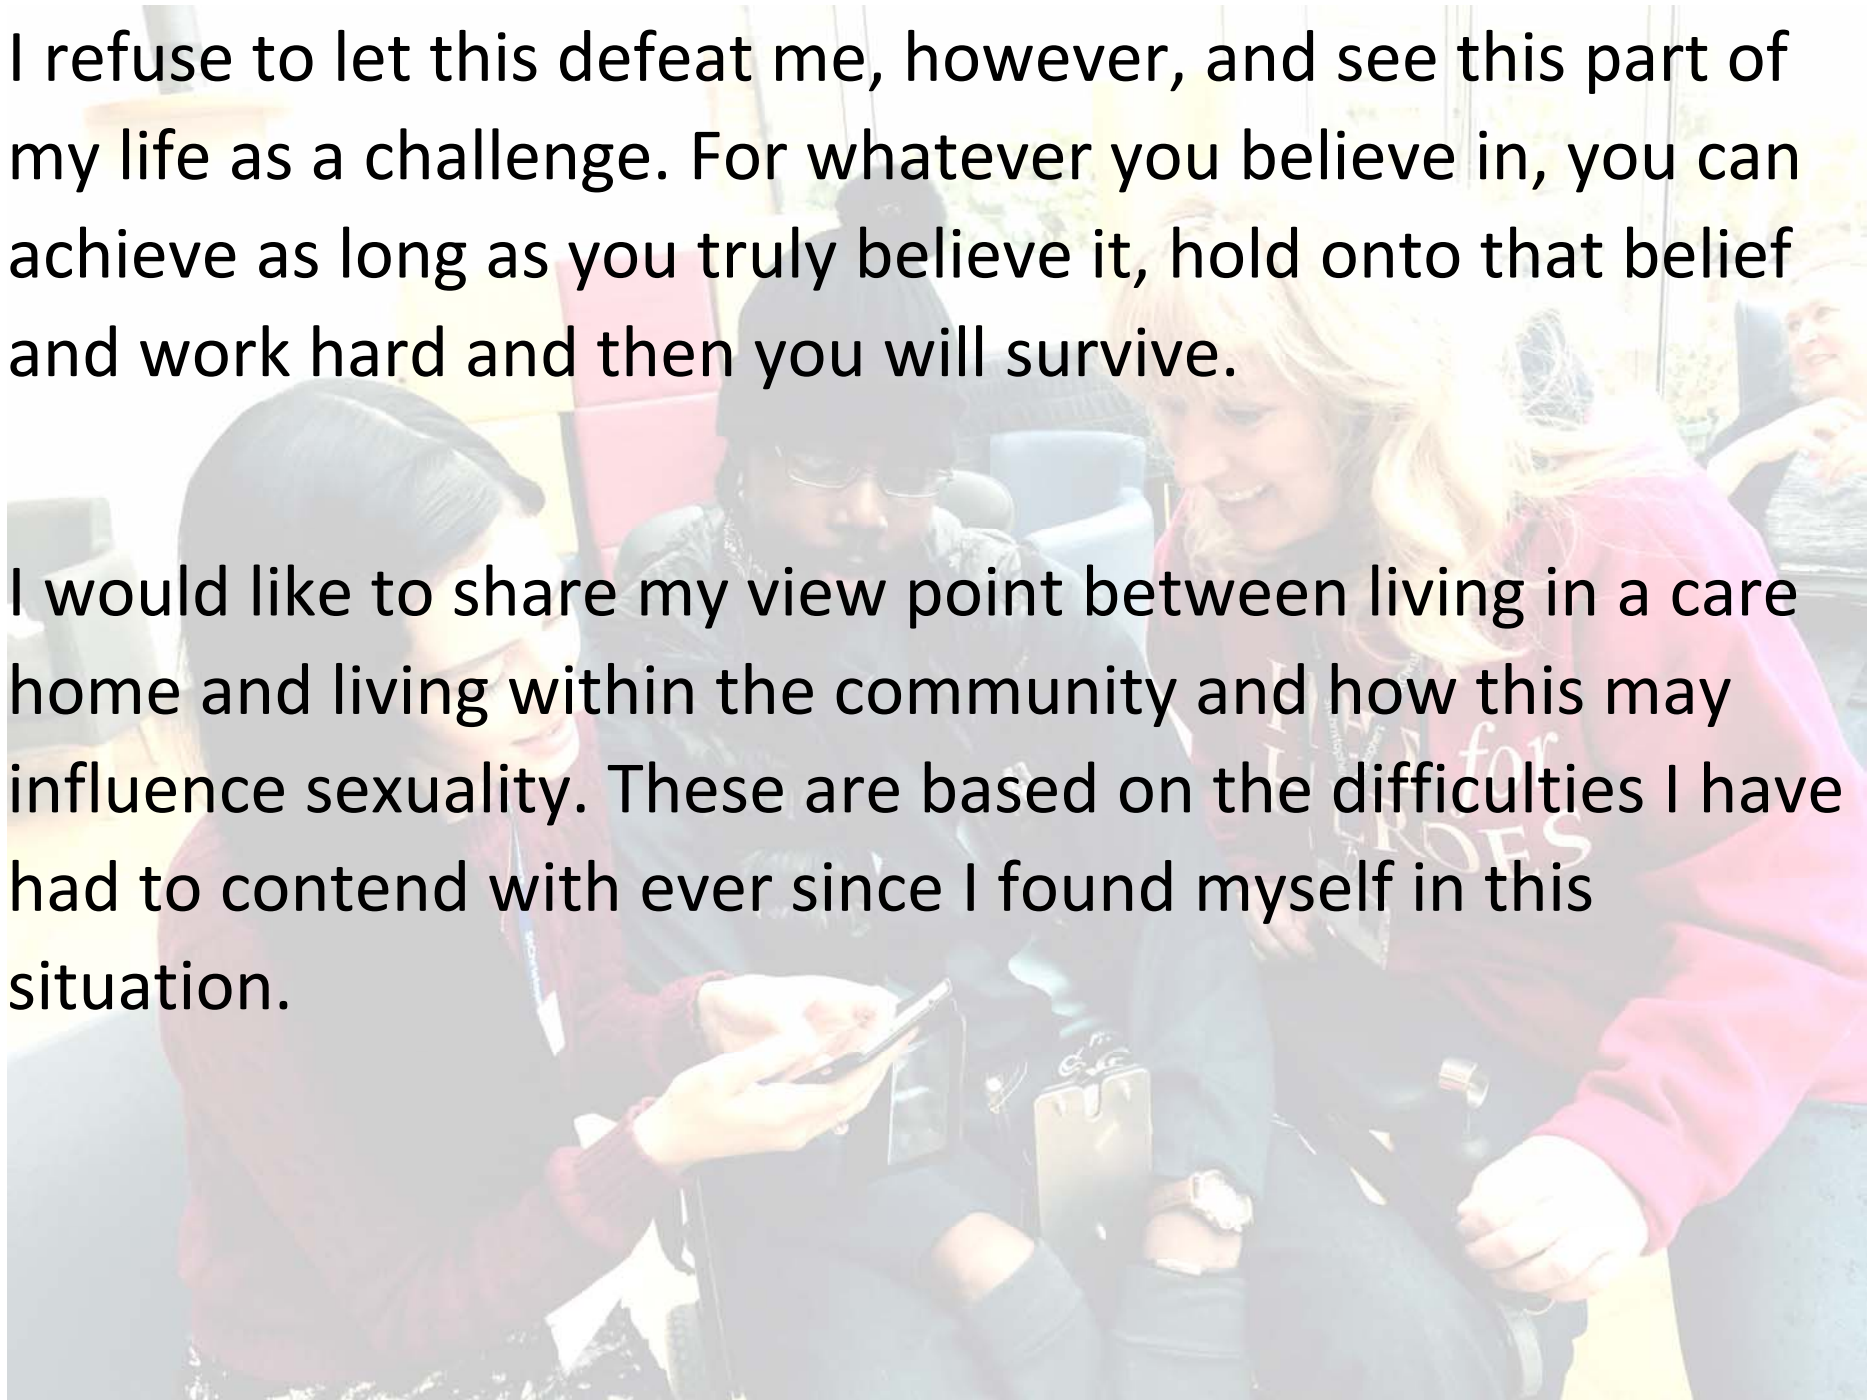 I refuse to let this defeat me, however, and see this part of
my life as a challenge. For whatever you believe in, you can
achieve as long as you truly believe it, hold onto that belief
and work hard and then you will survive.
I would like to share my view point between living in a care
home and living within the community and how this may
influence sexuality. These are based on the difficulties I have
had to contend with ever since I found myself in this
situation.
for